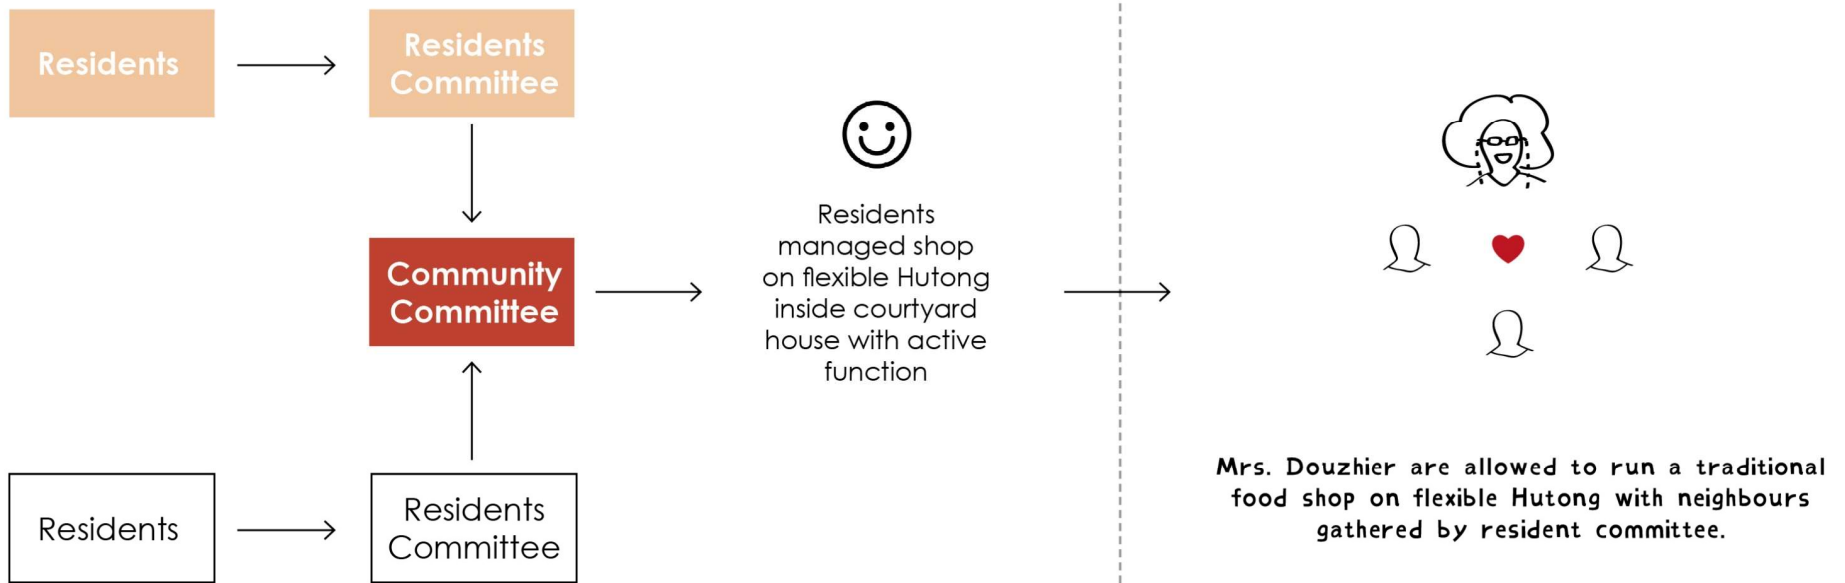 Residents
Residents
Committee
Community
Committee
Residents
Residents
Committee
Residents
managed shop
on flexible Hutong
inside courtyard
house with active
function
Mrs. Douzhier are allowed to run a traditional
food shop on flexible Hutong with neighbours
gathered by resident committee.